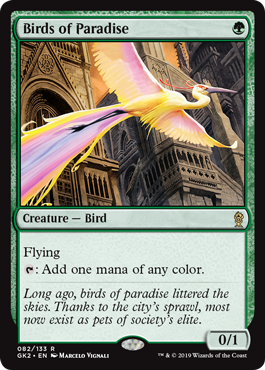 Birds of Paradise
Creature — Bird
Flying
: Add one mana of any color.
Long ago, birds of paradise littered the
skies. Thanks to the city's sprawl, most
now exist as pets of society's elite.
0/1
082/133 R
GK2 • EN Marcelo Vignali
™ & © 2019 Wizards of the Coast